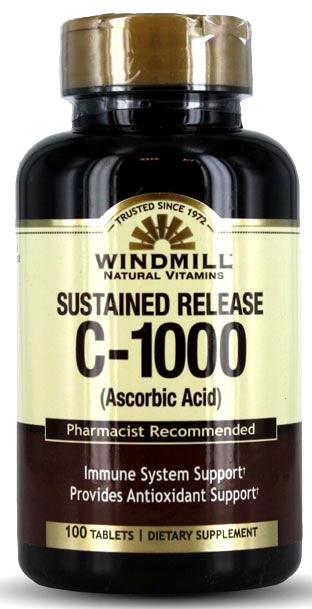 TRUSTED SINCE 1972
WINDMILL
NATURAL VITAMINS
SUSTAINED RELEASE
C-1000
(Ascorbic Acid)
Pharmacist Recommended
Immune System Support†
Provides Antioxidant Support†
100 TABLETS | DIETARY SUPPLEMENT